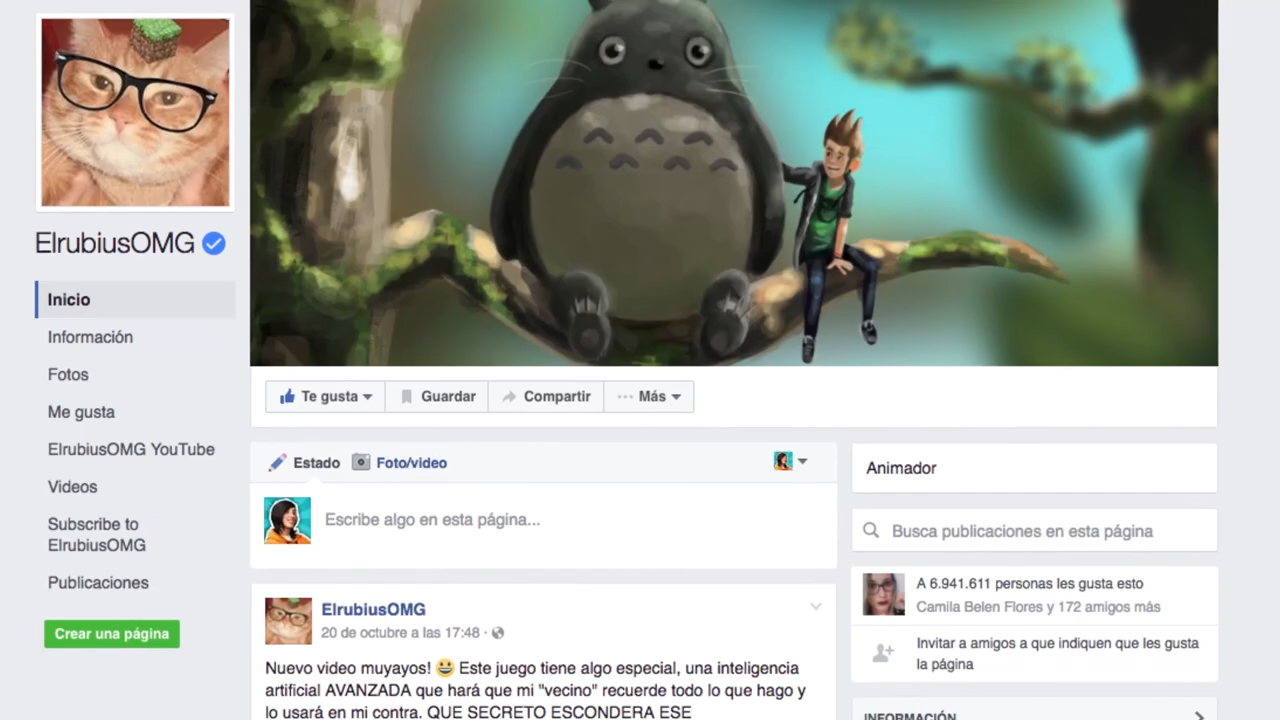 ElrubiusOMG
Inicio
Información
Fotos
Me gusta
ElrubiusOMG YouTube
Videos
Subscribe to
ElrubiusOMG
Publicaciones
Crear una página
Te gusta
Guardar
Compartir
Más
Estado
Foto/video
Escribe algo en esta página...
ElrubiusOMG
20 de octubre a las 17:48 ·
Nuevo video muyayos! 😀 Este juego tiene algo especial, una inteligencia
artificial AVANZADA que hará que mi "vecino" recuerde todo lo que hago y
lo usará en mi contra. QUE SECRETO ESCONDERA ESE
Animador
Busca publicaciones en esta página
A 6.941.611 personas les gusta esto
Camila Belen Flores y 172 amigos más
Invitar a amigos a que indiquen que les gusta
la página
INFORMACIÓN